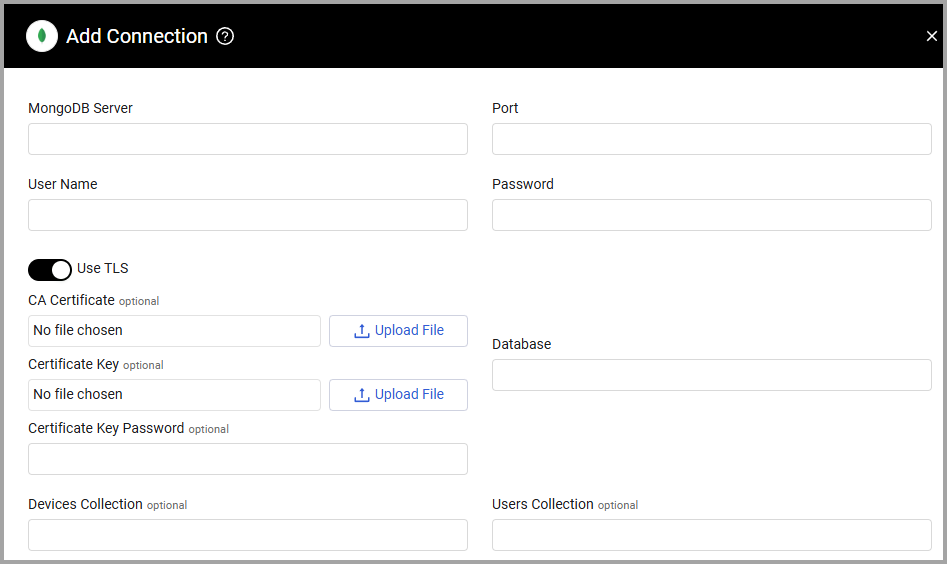 Add Connection ?
MongoDB Server
Port
User Name
Password
Use TLS
CA Certificate optional
No file chosen
Upload File
Database
Certificate Key optional
No file chosen
Upload File
Certificate Key Password optional
Devices Collection optional
Users Collection optional